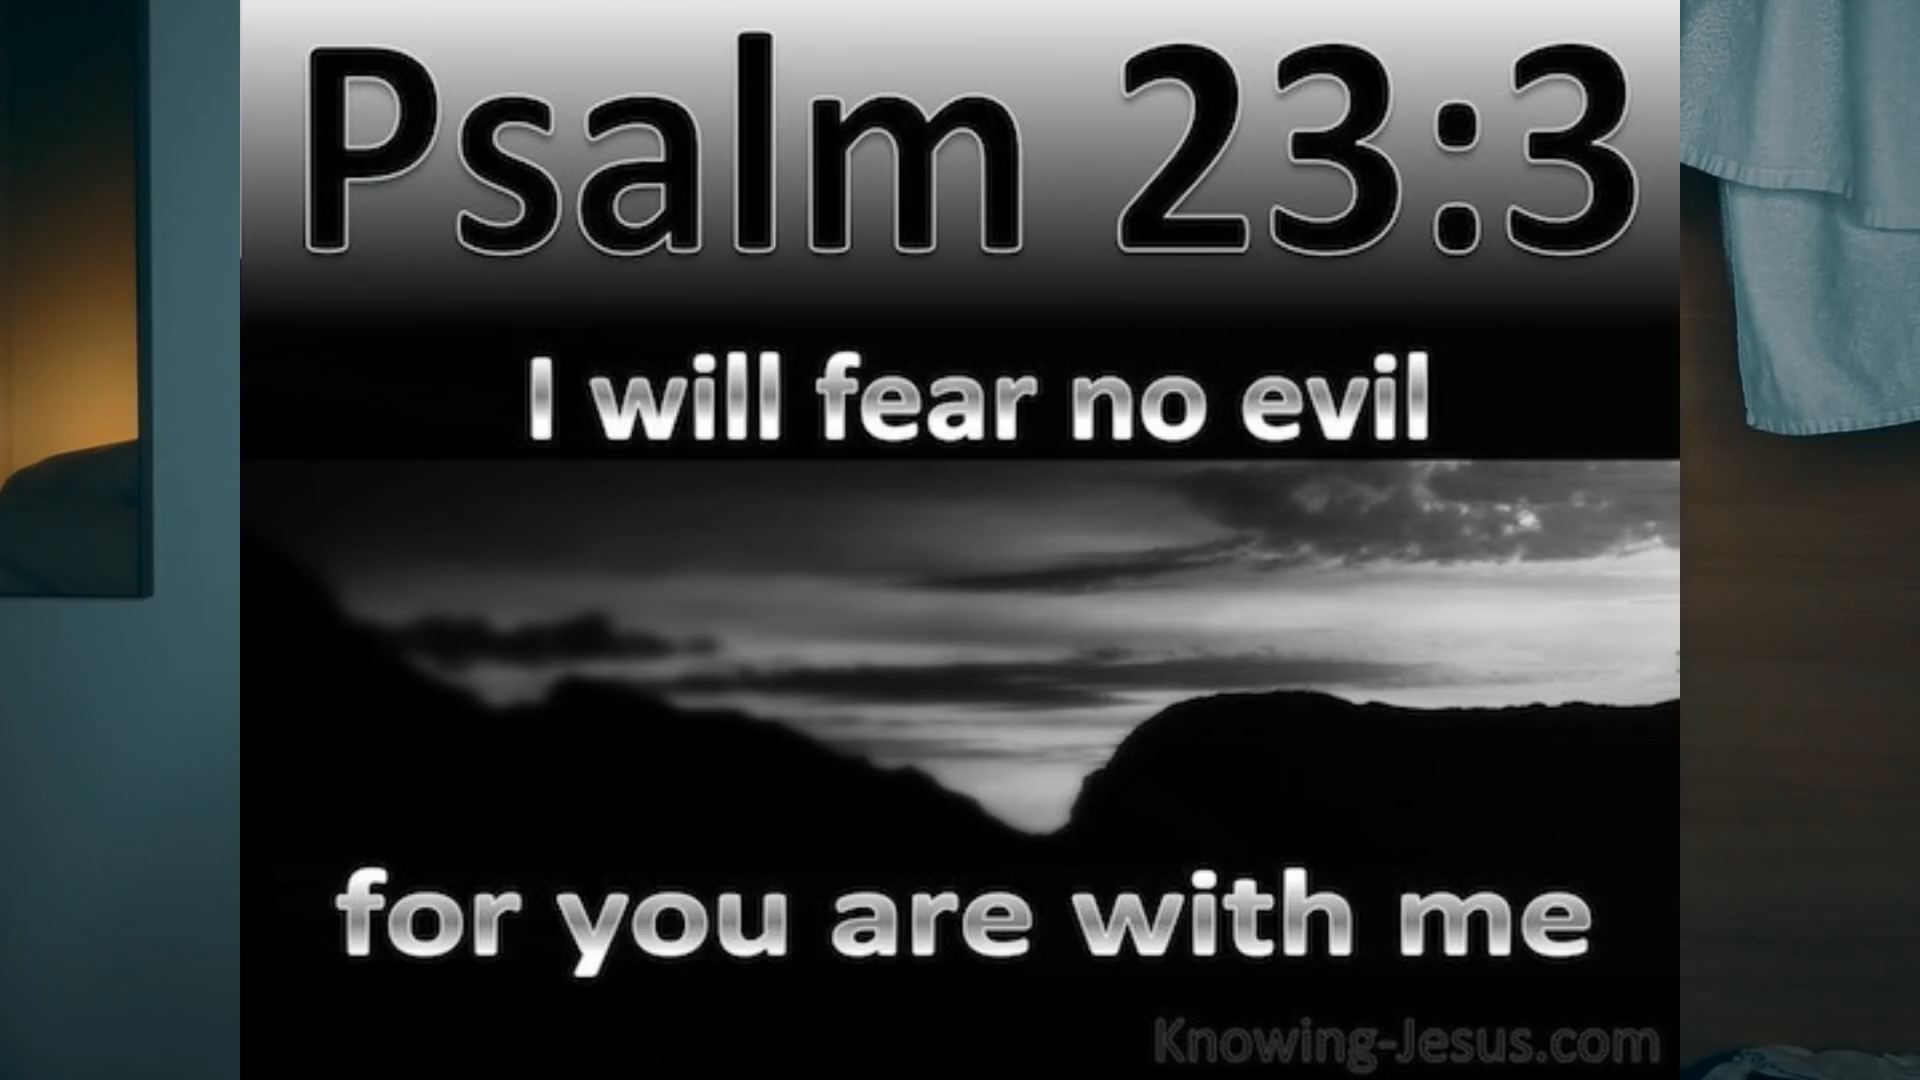 Psalm 23:3
I will fear no evil
for you are with me
Knowing-Jesus.com